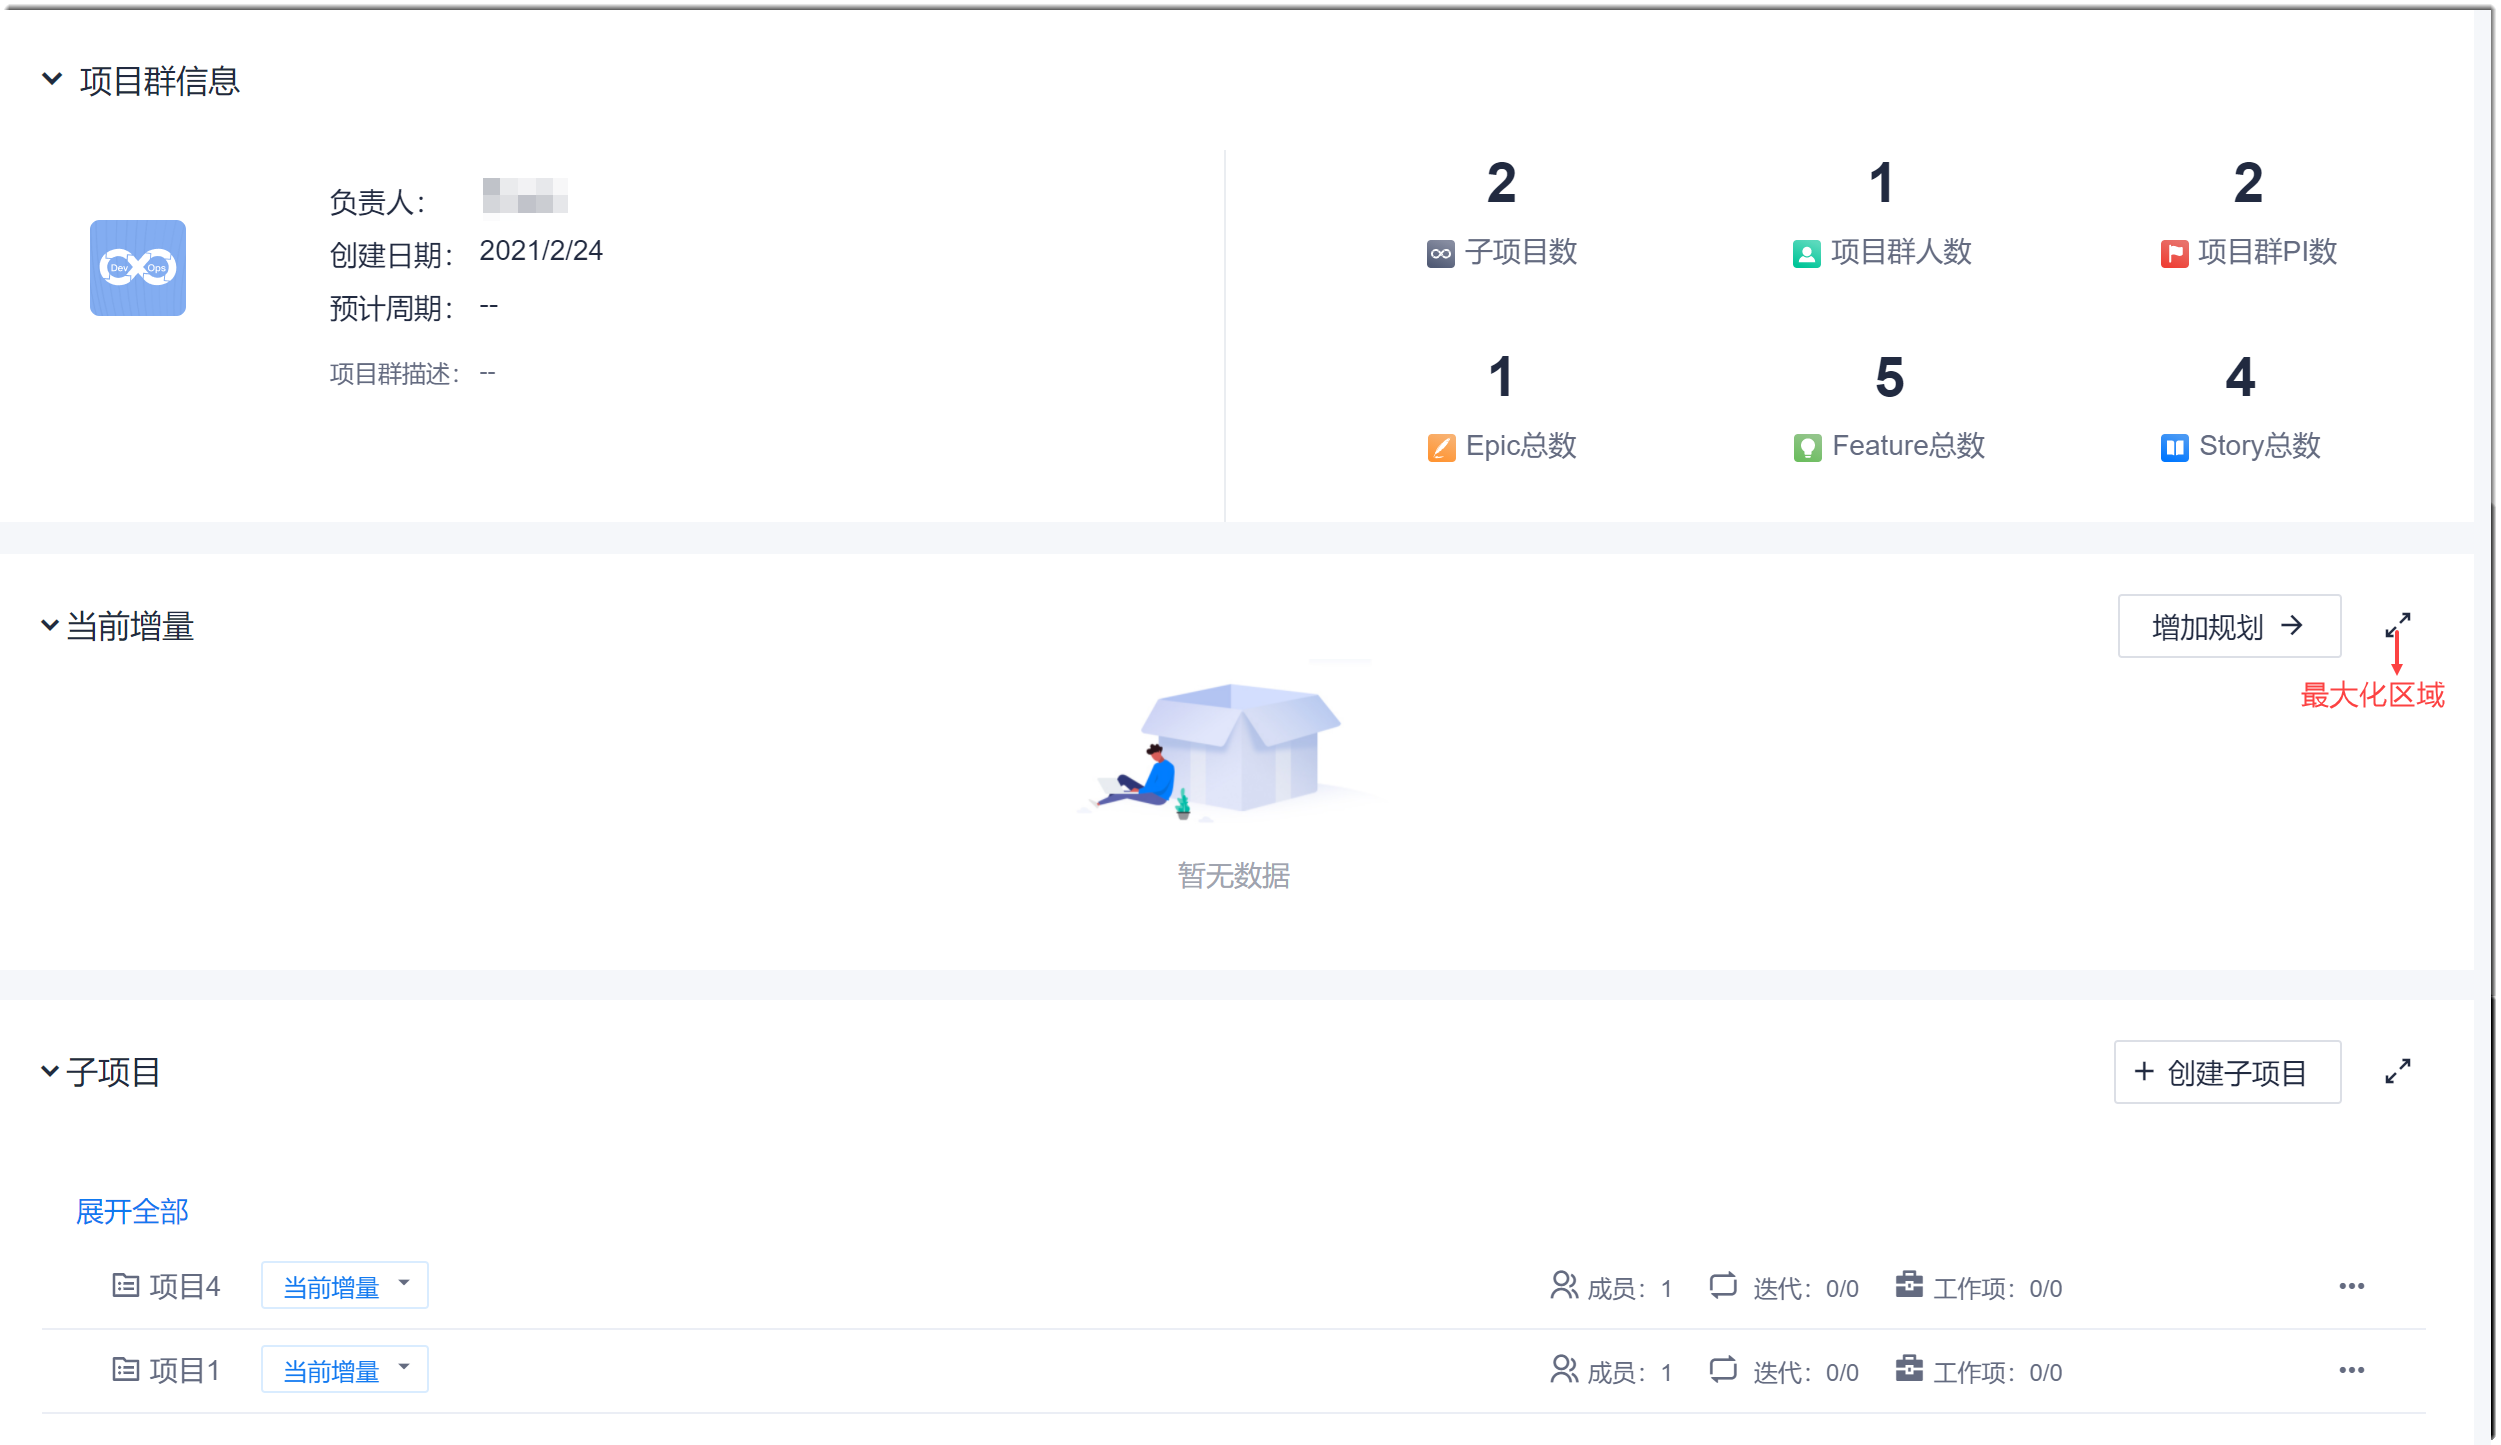 项目群信息
Dev Ops
负责人：
创建日期： 2021/2/24
预计周期： --
项目群描述： --
2 1 2
子项目数 项目群人数 项目群PI数
1 5 4
Epic总数 Feature总数 Story总数
当前增量 增加规划
最大化区域
暂无数据
子项目 + 创建子项目
展开全部
项目4 当前增量 成员：1 迭代：0/0 工作项：0/0
项目1 当前增量 成员：1 迭代：0/0 工作项：0/0